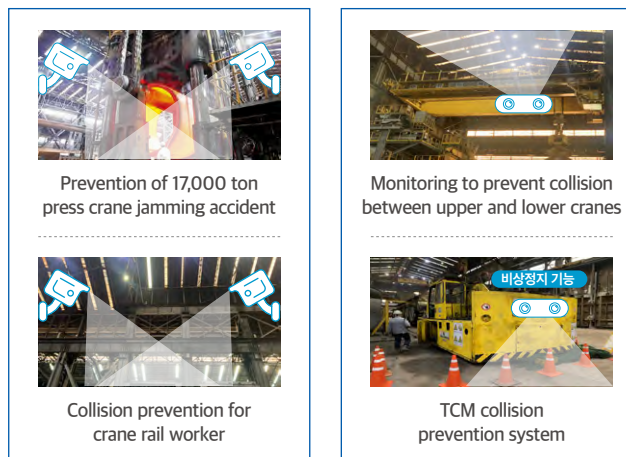 Prevention of 17,000 ton
press crane jamming accident
Collision prevention for
crane rail worker
Monitoring to prevent collision
between upper and lower cranes
비상정지 기능
TCM collision
prevention system